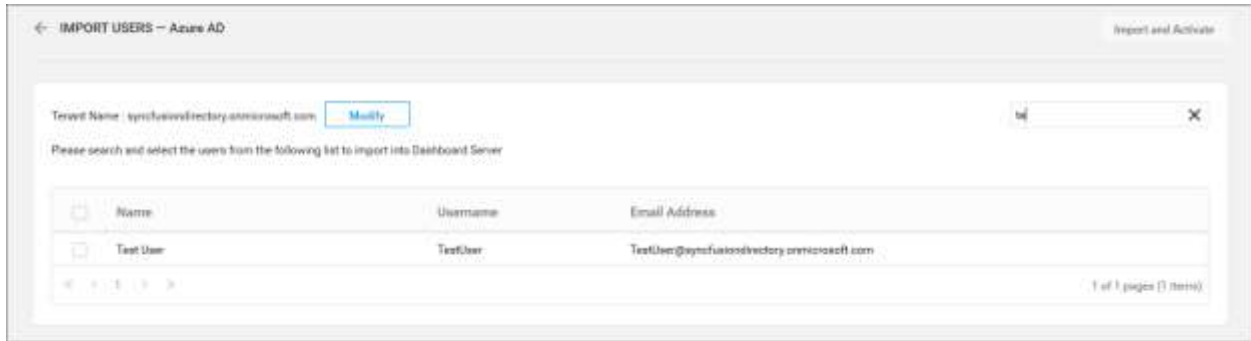 IMPORT USERS — Azure AD
Import and Activate
Tenant Name : syncfusiondirectory.onmicrosoft.com
Modify
te
Please search and select the users from the following list to import into Dashboard Server
Name Username Email Address
Test User TestUser TestUser@syncfusiondirectory.onmicrosoft.com
1
1 of 1 pages (1 items)